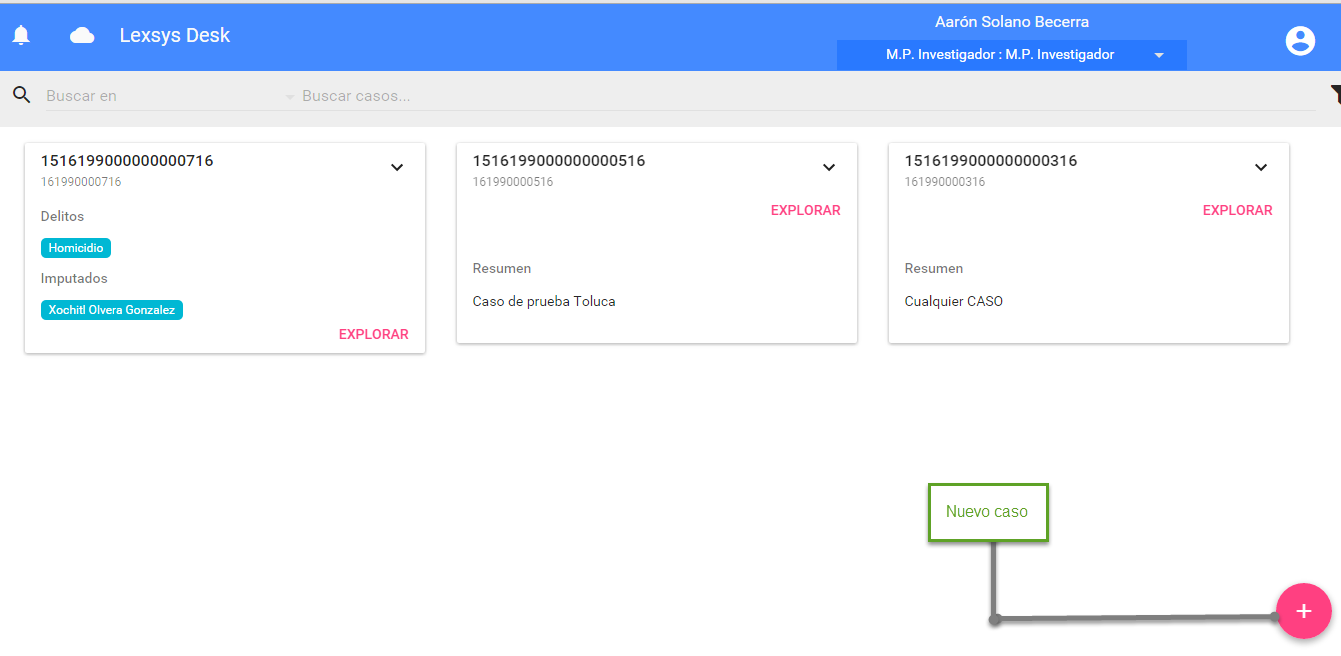 Lexsys Desk
Aarón Solano Becerra
M.P. Investigador : M.P. Investigador
Buscar en
Buscar casos...
1516199000000000716
161990000716
Delitos
Homicidio
Imputados
Xochitl Olvera Gonzalez
EXPLORAR
1516199000000000516
161990000516
EXPLORAR
Resumen
Caso de prueba Toluca
1516199000000000316
161990000316
EXPLORAR
Resumen
Cualquier CASO
Nuevo caso